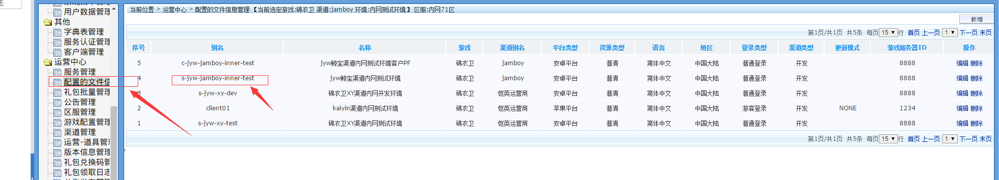 无
用户数据管理
其他
字典表管理
服务认证管理
客户端管理
运营中心
服务管理
配置的文件信
礼包批量管理
公告管理
区服管理
游戏配置管理
渠道管理
运营-道具管理
版本信息管理
礼包兑换码管
礼包领取日志
当前位置 > 运营中心 > 配置的文件信息管理 【当前选定游戏:锦衣卫 渠道:jamboy 环境:内网测试环境】 区服:内网71区
新增
第1页/共1页 共5条 每页 15 行 首页 上一页 1 下一页 末页
序号 别名 名称 游戏 渠道别名 平台类型 资源类型 语言 地区 登录类型 渠道类型 更新模式 游戏服务器ID 操作
5 c-jyw-jamboy-inner-test jyw鲸宝渠道内网测试环境客户PF 锦衣卫 jamboy 安卓平台 普清 简体中文 中国大陆 普通登录 开发 8888 编辑 删除
4 s-jyw-jamboy-inner-test jyw鲸宝渠道内网测试环境 锦衣卫 jamboy 安卓平台 普清 简体中文 中国大陆 普通登录 开发 8888 编辑 删除
3 s-jyw-xy-dev 锦衣卫XY渠道内网开发环境 锦衣卫 恺英运营商 安卓平台 普清 简体中文 中国大陆 普通登录 开发 8888 编辑 删除
2 client01 kaiyin渠道内网测试环境 锦衣卫 恺英运营商 苹果平台 普清 简体中文 中国大陆 游客登录 开发 NONE 1234 编辑 删除
1 s-jyw-xy-test 锦衣卫XY渠道内网测试环境 锦衣卫 恺英运营商 安卓平台 普清 简体中文 中国大陆 普通登录 开发 8888 编辑 删除
第1页/共1页 共5条 每页 15 行 首页 上一页 1 下一页 末页